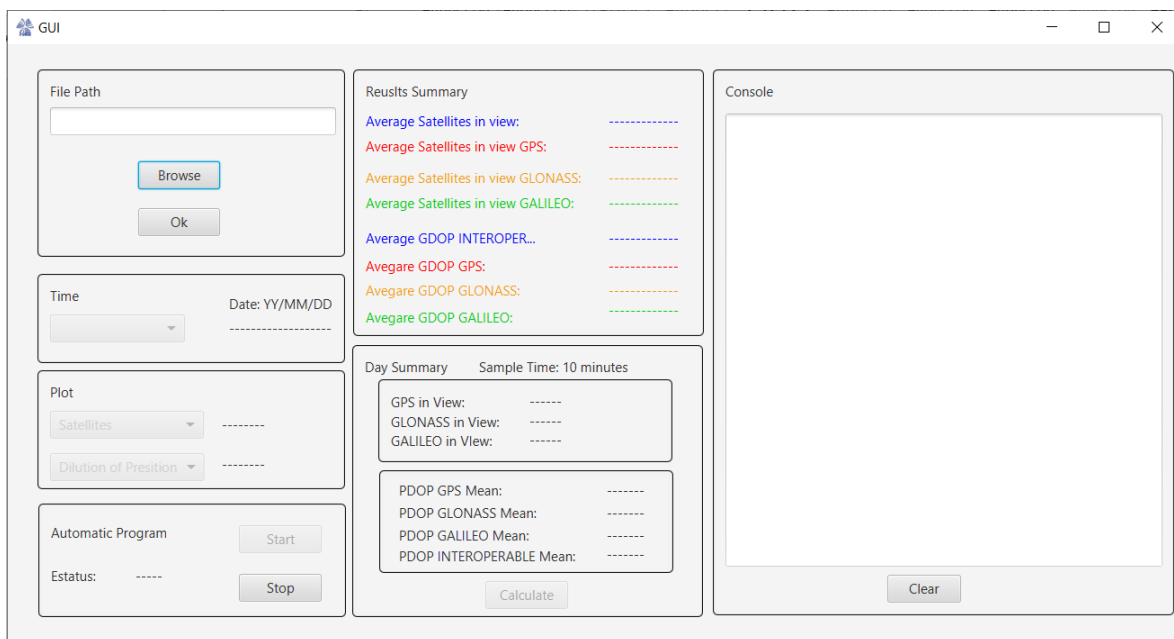 GUI
File Path
Browse
Ok
Time
Date: YY/MM/DD
-------------------
Plot
Satellites --------
Dilution of Presition --------
Automatic Program
Start
Estatus: -----
Stop
Reuslts Summary
Average Satellites in view: -------------
Average Satellites in view GPS: -------------
Average Satellites in view GLONASS: -------------
Average Satellites in view GALILEO: -------------
Average GDOP INTEROPER... -------------
Avegare GDOP GPS: -------------
Avegare GDOP GLONASS: -------------
Avegare GDOP GALILEO: -------------
Day Summary Sample Time: 10 minutes
GPS in View: ------
GLONASS in View: ------
GALILEO in VIew: ------
PDOP GPS Mean: -------
PDOP GLONASS Mean: -------
PDOP GALILEO Mean: -------
PDOP INTEROPERABLE Mean: -------
Calculate
Console
Clear